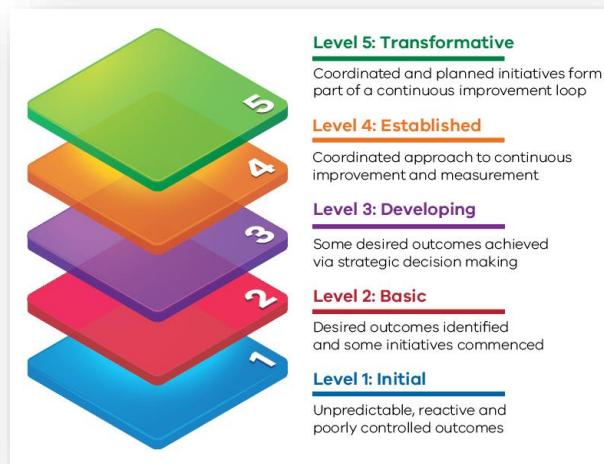 5
4
3
2
1
Level 5: Transformative
Coordinated and planned initiatives form
part of a continuous improvement loop
Level 4: Established
Coordinated approach to continuous
improvement and measurement
Level 3: Developing
Some desired outcomes achieved
via strategic decision making
Level 2: Basic
Desired outcomes identified
and some initiatives commenced
Level 1: Initial
Unpredictable, reactive and
poorly controlled outcomes